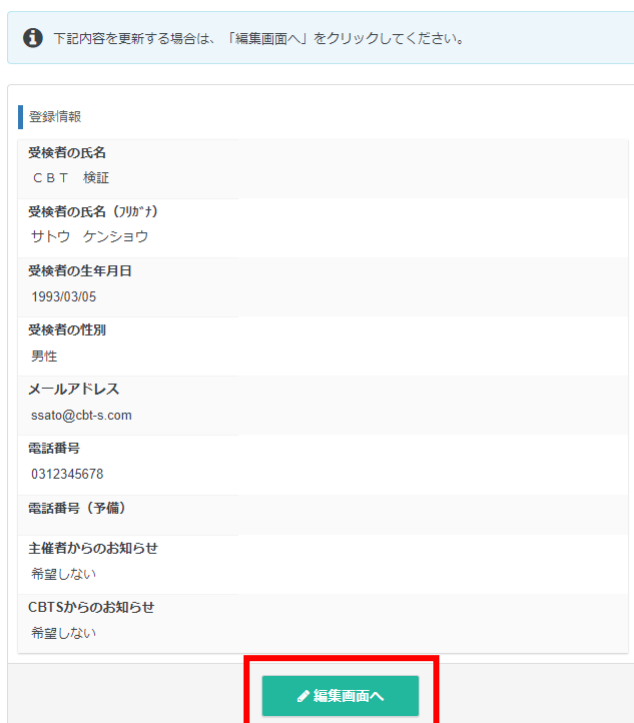 下記内容を更新する場合は、「編集画面へ」をクリックしてください。
登録情報
受検者の氏名
ＣＢＴ　検証
受検者の氏名（ﾌﾘｶﾞﾅ）
サトウ　ケンショウ
受検者の生年月日
1993/03/05
受検者の性別
男性
メールアドレス
ssato@cbt-s.com
電話番号
0312345678
電話番号（予備）
主催者からのお知らせ
希望しない
CBTSからのお知らせ
希望しない
編集画面へ